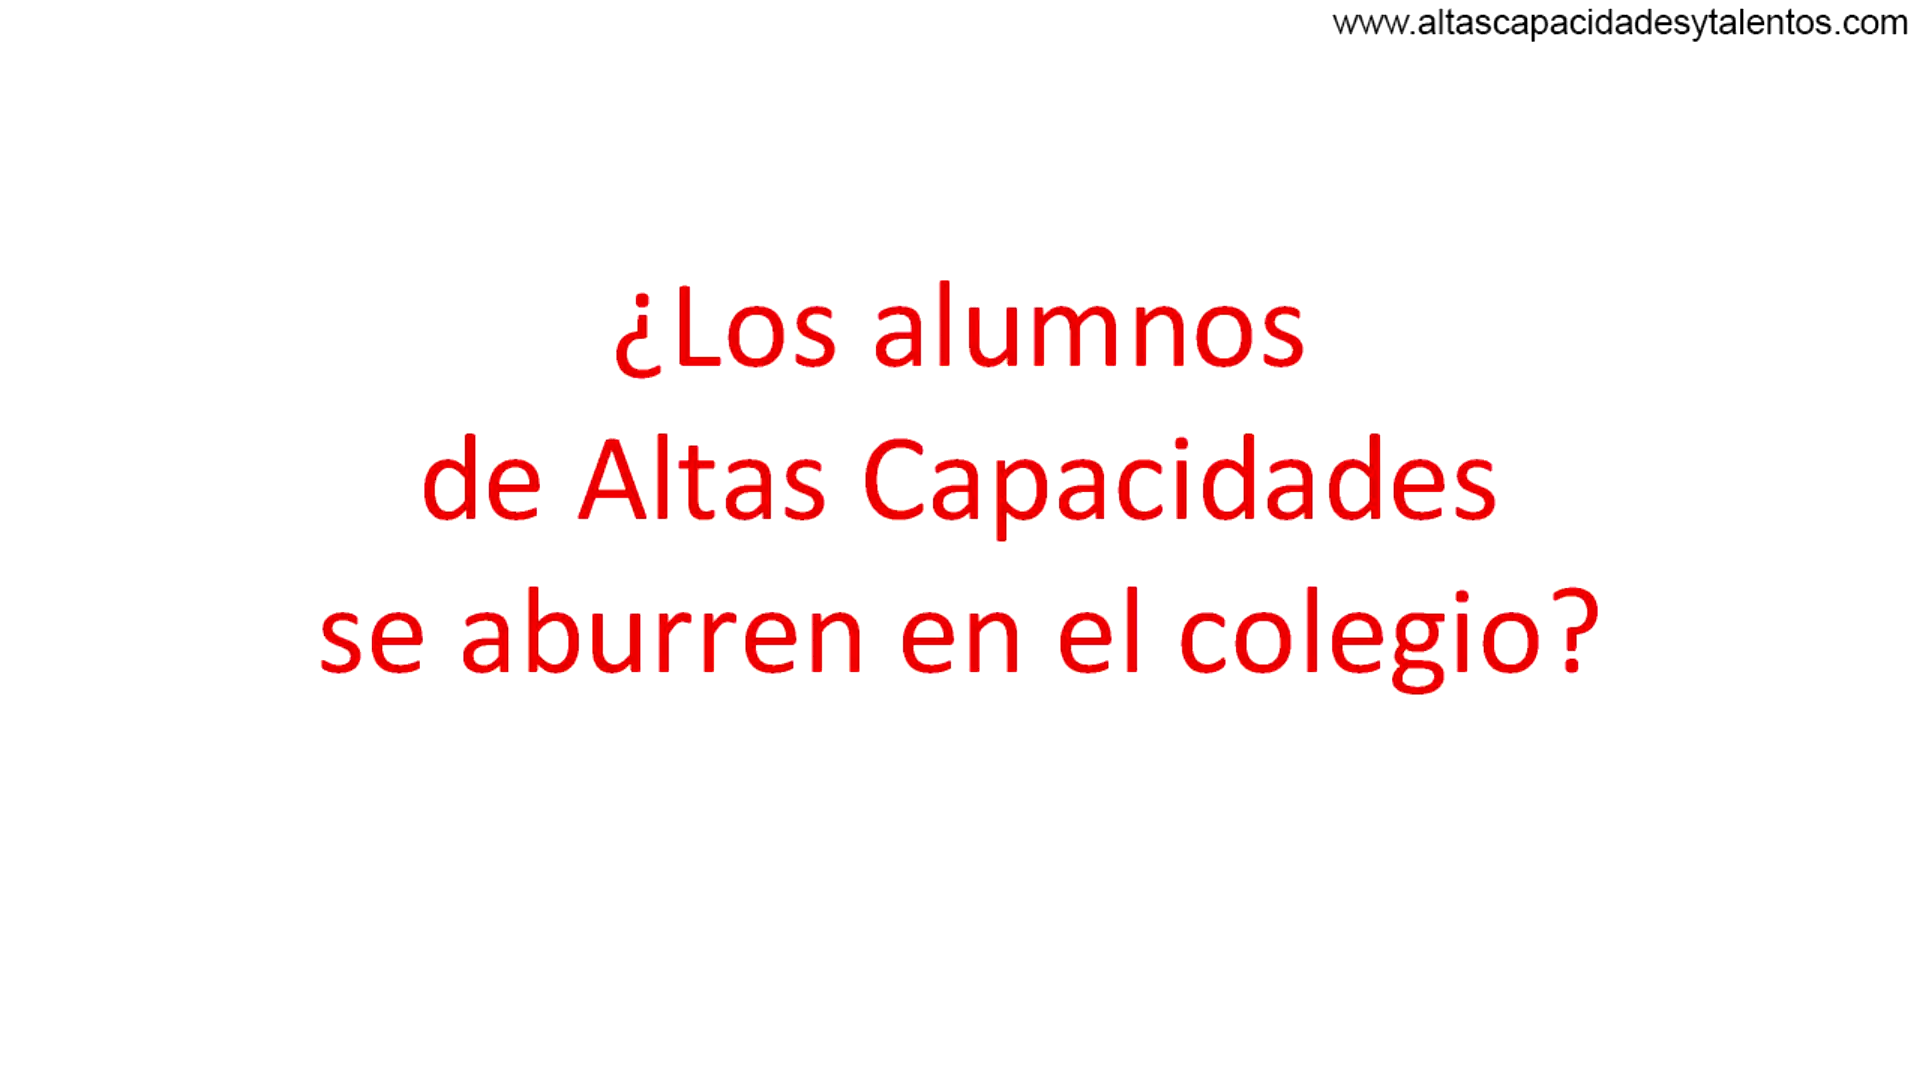 www.altascapacidadesytalentos.com
¿Los alumnos
de Altas Capacidades
se aburren en el colegio?